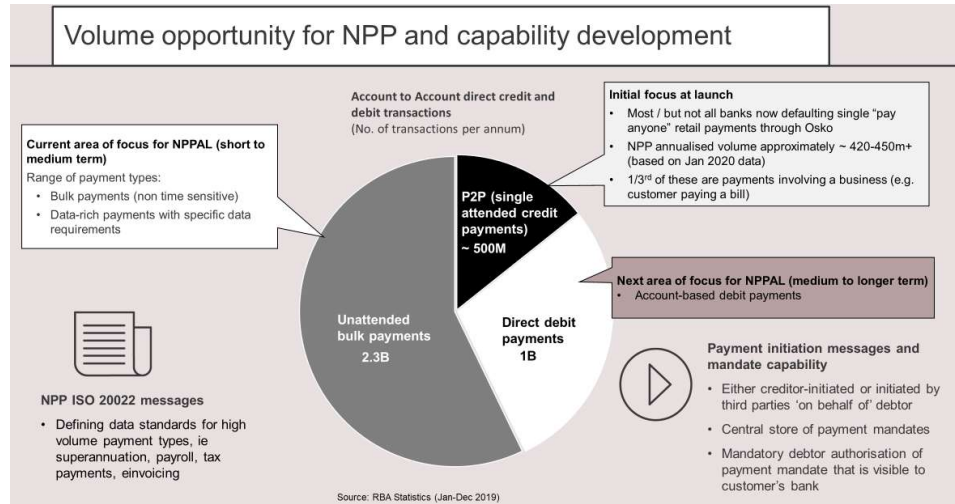 Volume opportunity for NPP and capability development
Account to Account direct credit and
debit transactions
(No. of transactions per annum)
Current area of focus for NPPAL (short to
medium term)
Range of payment types:
• Bulk payments (non time sensitive)
• Data-rich payments with specific data
requirements
Initial focus at launch
• Most / but not all banks now defaulting single “pay
anyone” retail payments through Osko
• NPP annualised volume approximately ~ 420-450m+
(based on Jan 2020 data)
• 1/3rd of these are payments involving a business (e.g.
customer paying a bill)
P2P (single
attended credit
payments)
~ 500M
Next area of focus for NPPAL (medium to longer term)
• Account-based debit payments
Unattended
bulk payments
2.3B
Direct debit
payments
1B
NPP ISO 20022 messages
• Defining data standards for high
volume payment types, ie
superannuation, payroll, tax
payments, einvoicing
Payment initiation messages and
mandate capability
• Either creditor-initiated or initiated by
third parties ‘on behalf of’ debtor
• Central store of payment mandates
• Mandatory debtor authorisation of
payment mandate that is visible to
customer’s bank
Source: RBA Statistics (Jan-Dec 2019)